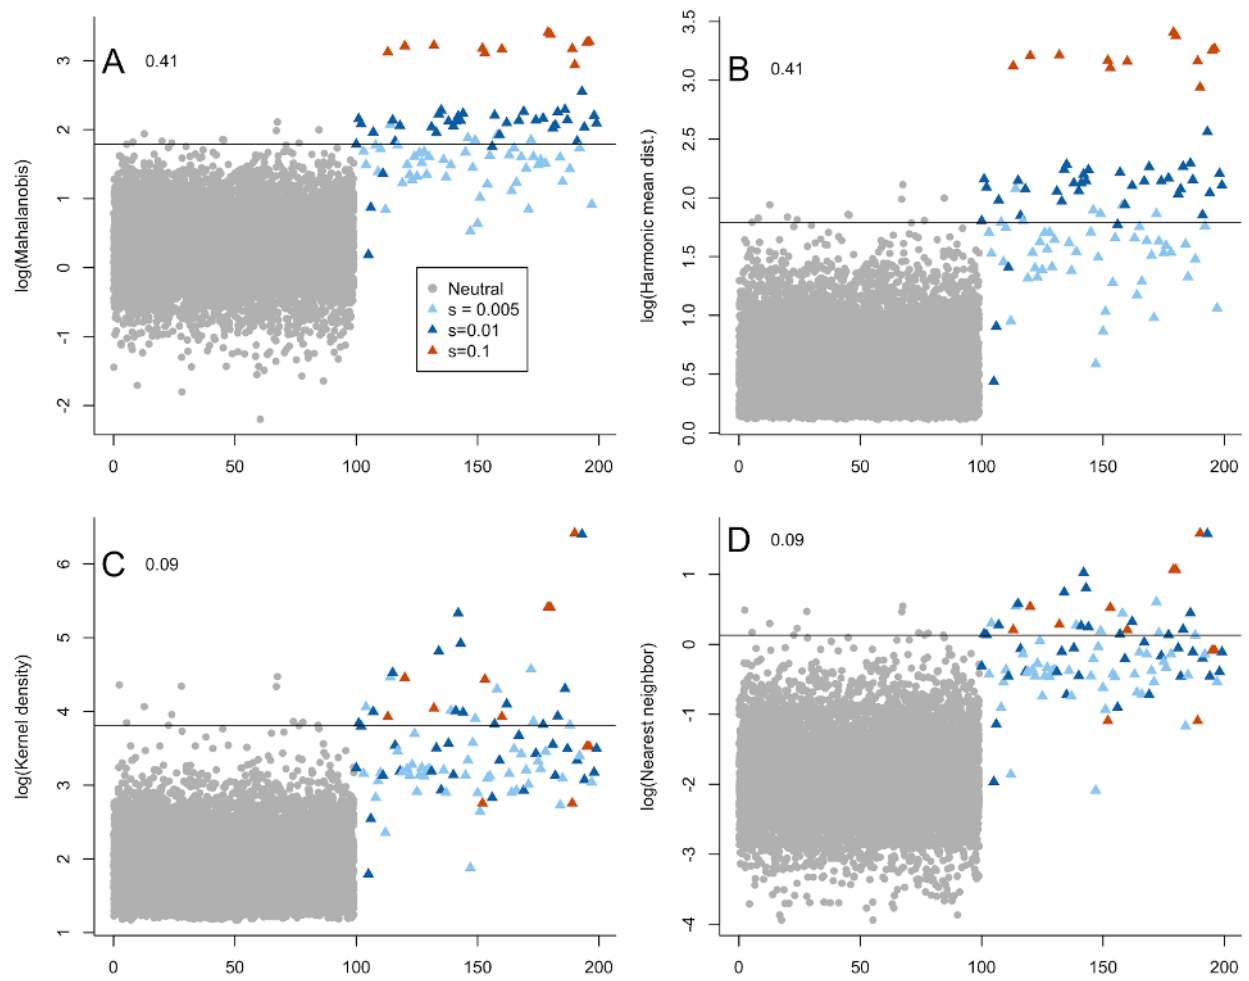 A 0.41
log(Mahalanobis)
3
2
1
0
-1
-2
Neutral
s = 0.005
s=0.01
s=0.1
0 50 100 150 200
B 0.41
log(Harmonic mean dist.)
3.5
3.0
2.5
2.0
1.5
1.0
0.5
0.0
0 50 100 150 200
C 0.09
log(Kernel density)
6
5
4
3
2
1
0 50 100 150 200
D 0.09
log(Nearest neighbor)
1
0
-1
-2
-3
-4
0 50 100 150 200